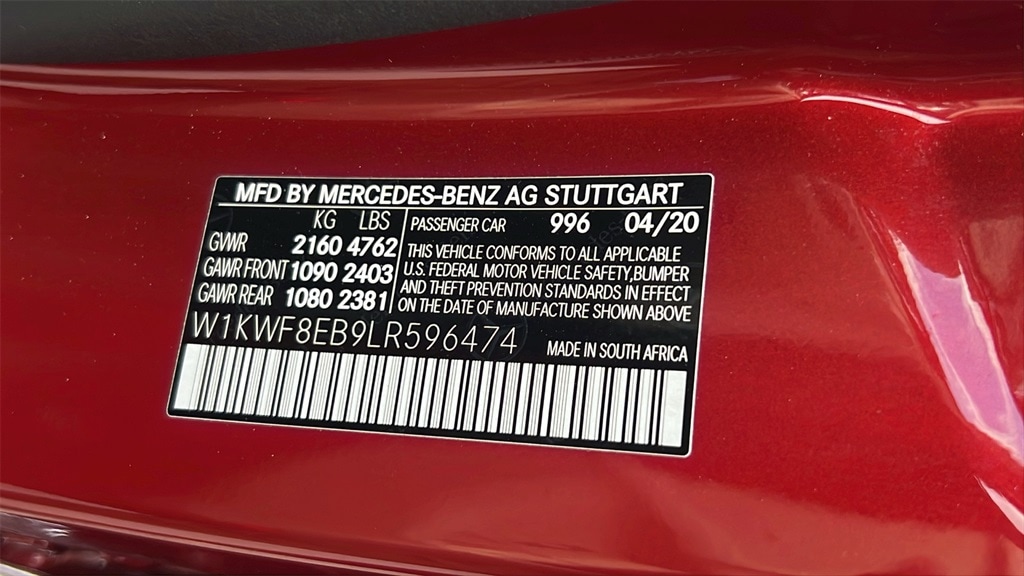 MFD BY MERCEDES-BENZ AG STUTTGART
KG LBS
GVWR 2160 4762
GAWR FRONT 1090 2403
GAWR REAR 1080 2381
PASSENGER CAR 996 04/20
THIS VEHICLE CONFORMS TO ALL APPLICABLE
U.S. FEDERAL MOTOR VEHICLE SAFETY,BUMPER
AND THEFT PREVENTION STANDARDS IN EFFECT
ON THE DATE OF MANUFACTURE SHOWN ABOVE
W1KWF8EB9LR596474
MADE IN SOUTH AFRICA